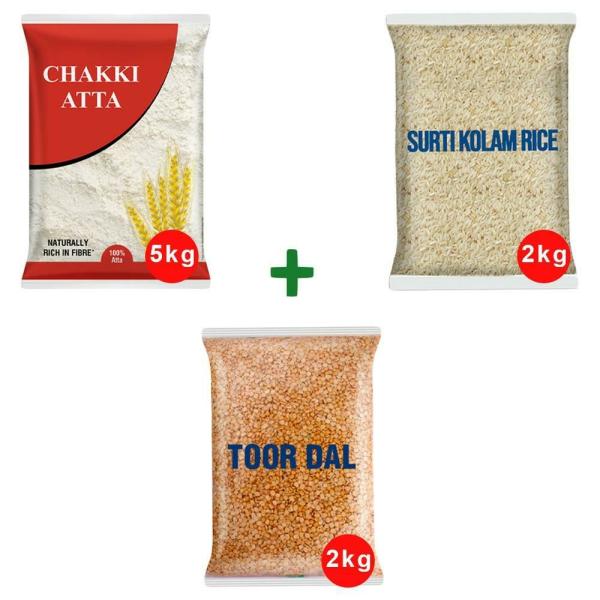 CHAKKI
ATTA
NATURALLY
RICH IN FIBRE*
100%
Atta
5kg
SURTI KOLAM RICE
2kg
TOOR DAL
2kg